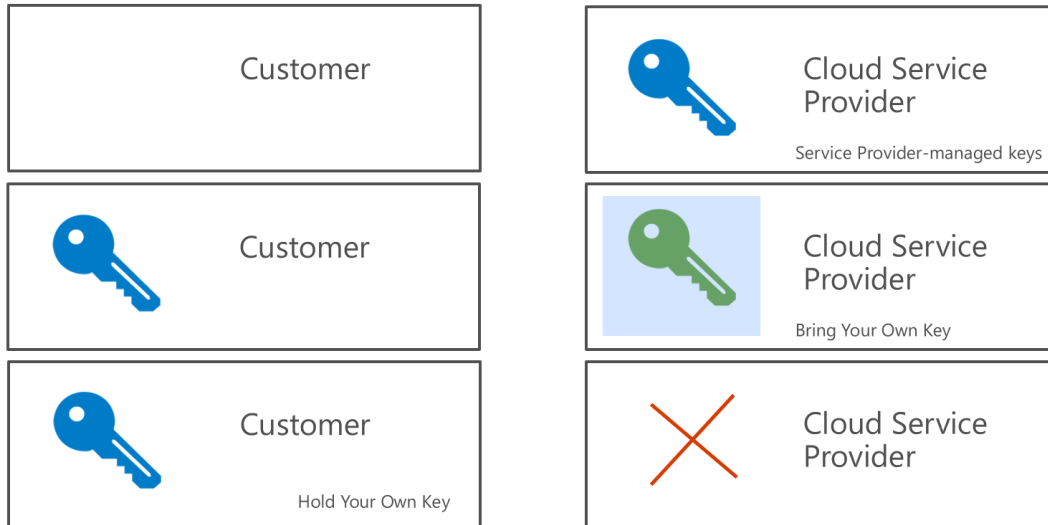 Customer
Cloud Service
Provider
Service Provider-managed keys
Customer
Cloud Service
Provider
Bring Your Own Key
Customer
Hold Your Own Key
Cloud Service
Provider